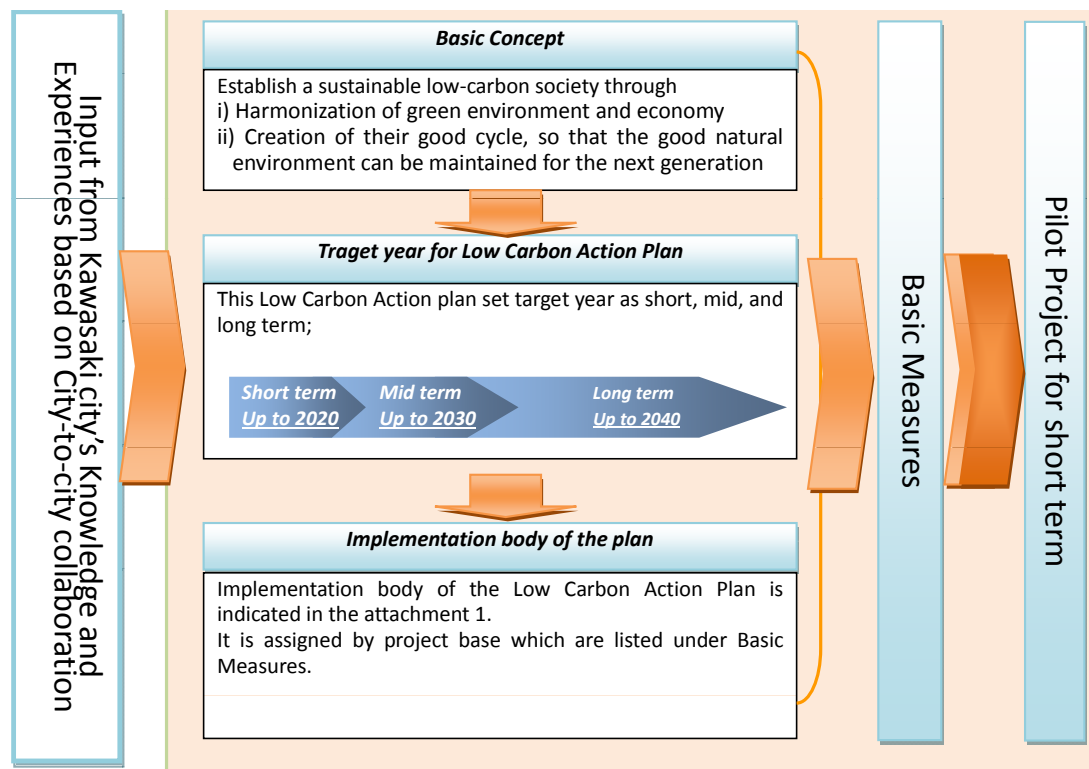 Input from Kawasaki city's Knowledge and
Experiences based on City-to-city collaboration
Basic Concept
Establish a sustainable low-carbon society through
i) Harmonization of green environment and economy
ii) Creation of their good cycle, so that the good natural
environment can be maintained for the next generation
Traget year for Low Carbon Action Plan
This Low Carbon Action plan set target year as short, mid, and
long term;
Short term
Up to 2020
Mid term
Up to 2030
Long term
Up to 2040
Implementation body of the plan
Implementation body of the Low Carbon Action Plan is
indicated in the attachment 1.
It is assigned by project base which are listed under Basic
Measures.
Basic Measures
Pilot Project for short term